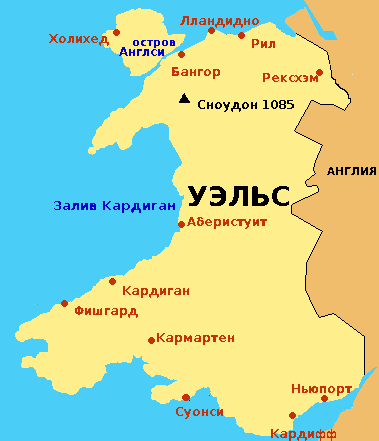 Лландидно
Холихед
остров
Англси
Рил
Бангор
Рексхэм
Сноудон 1085
АНГЛИЯ
УЭЛЬС
Залив Кардиган
Аберистуит
Кардиган
Фишгард
Кармартен
Ньюпорт
Суонси
Кардифф